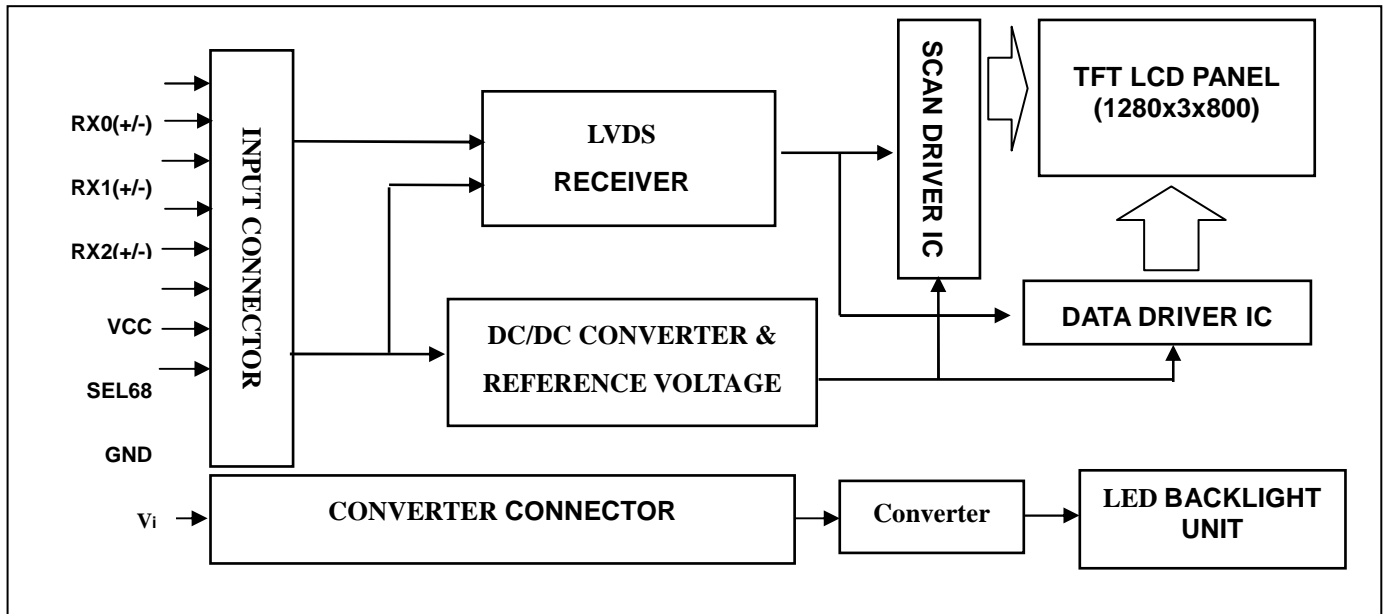 RX0(+/-)
RX1(+/-)
RX2(+/-)
VCC
SEL68
GND
INPUT CONNECTOR
LVDS
RECEIVER
DC/DC CONVERTER &
REFERENCE VOLTAGE
SCAN DRIVER IC
TFT LCD PANEL
(1280x3x800)
DATA DRIVER IC
Vi
CONVERTER CONNECTOR
Converter
LED BACKLIGHT
UNIT